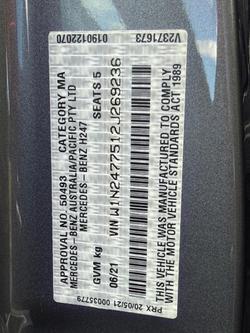 0190122070 V2371673
APPROVAL No. 50493 CATEGORY MA
MERCEDES-BENZ AUSTRALIA/PACIFIC PTY LTD
MERCEDES-BENZ H247
GVM kg SEATS 5
06/21 VIN W1N2477512J269236
THIS VEHICLE WAS MANUFACTURED TO COMPLY
WITH THE MOTOR VEHICLE STANDARDS ACT 1989
PRX 20/05/21 00035779